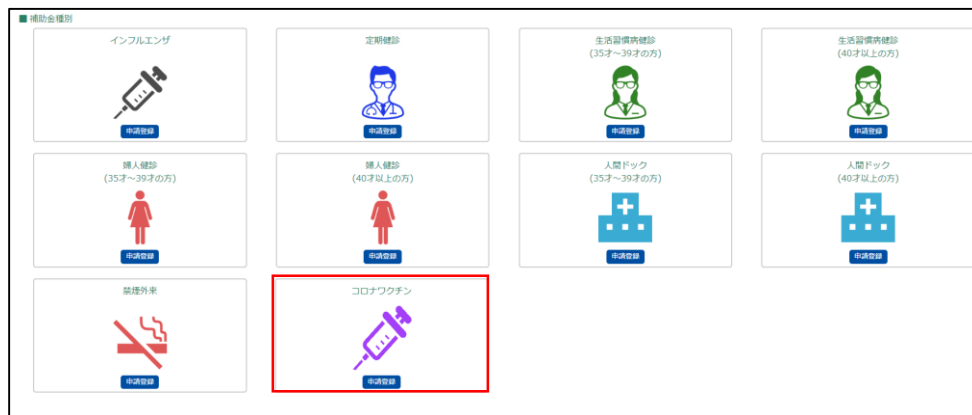 ■ 補助金種別
インフルエンザ
申請登録
定期健診
申請登録
生活習慣病健診
(35才～39才の方)
申請登録
生活習慣病健診
(40才以上の方)
申請登録
婦人健診
(35才～39才の方)
申請登録
婦人健診
(40才以上の方)
申請登録
人間ドック
(35才～39才の方)
申請登録
人間ドック
(40才以上の方)
申請登録
禁煙外来
申請登録
コロナワクチン
申請登録